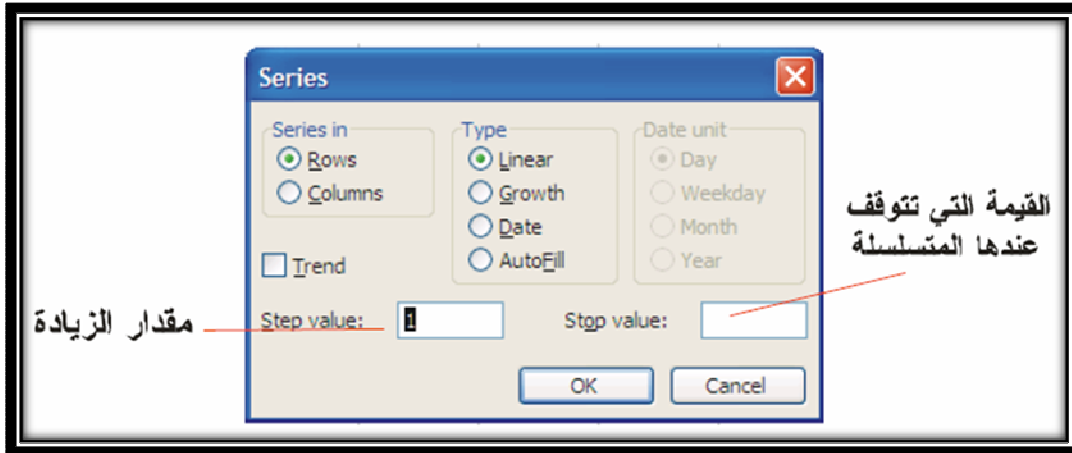 Series
Series in
Rows
Columns
Trend
Type
Linear
Growth
Date
AutoFill
Date unit
Day
Weekday
Month
Year
Step value: 1
Stop value:
OK
Cancel
القيمة التي تتوقف
عندها المتسلسلة
مقدار الزيادة